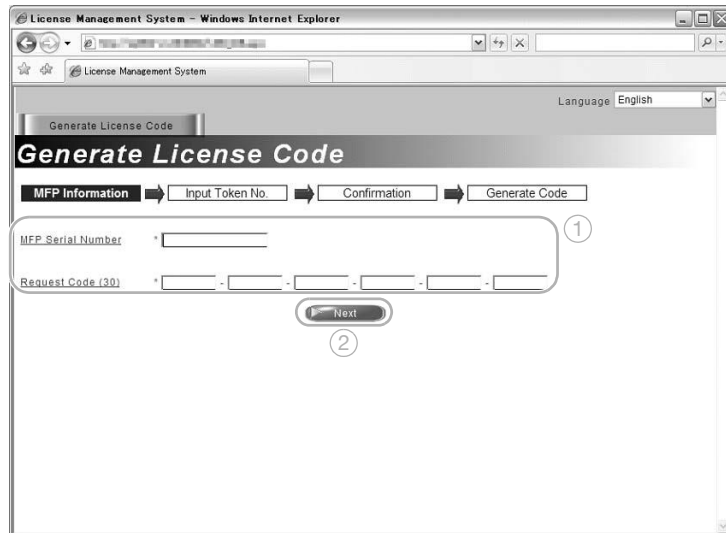 License Management System - Windows Internet Explorer
License Management System
Language English
Generate License Code
Generate License Code
MFP Information Input Token No. Confirmation Generate Code
1
MFP Serial Number *
Request Code (30) * - - - - -
Next
2